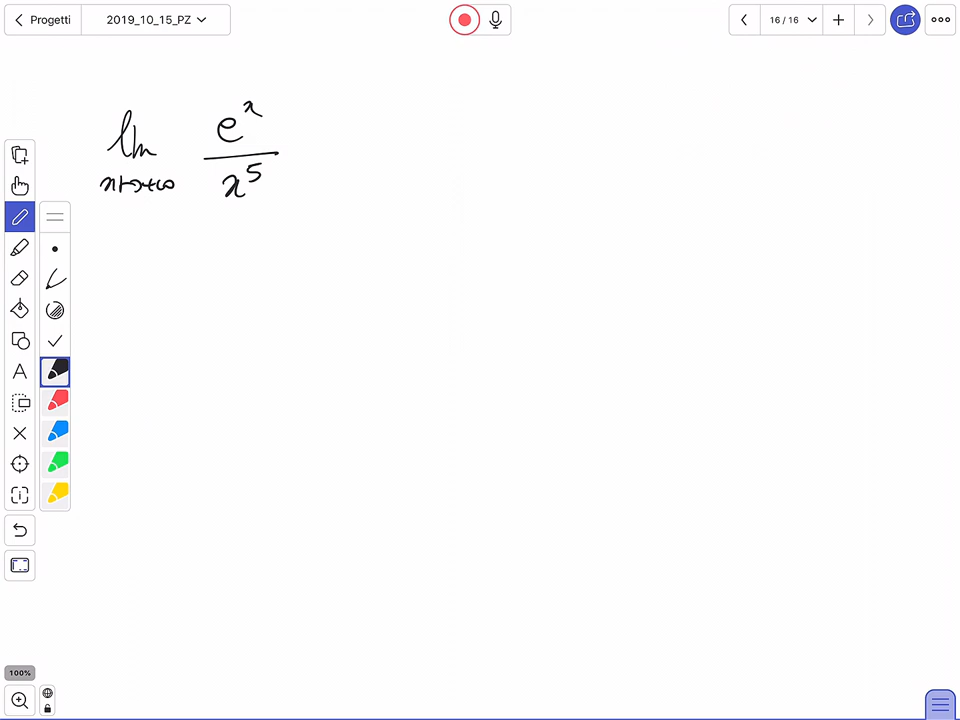 Progetti
2019_10_15_PZ
16 / 16
lim x→+∞ e^x / x^5
A
100%